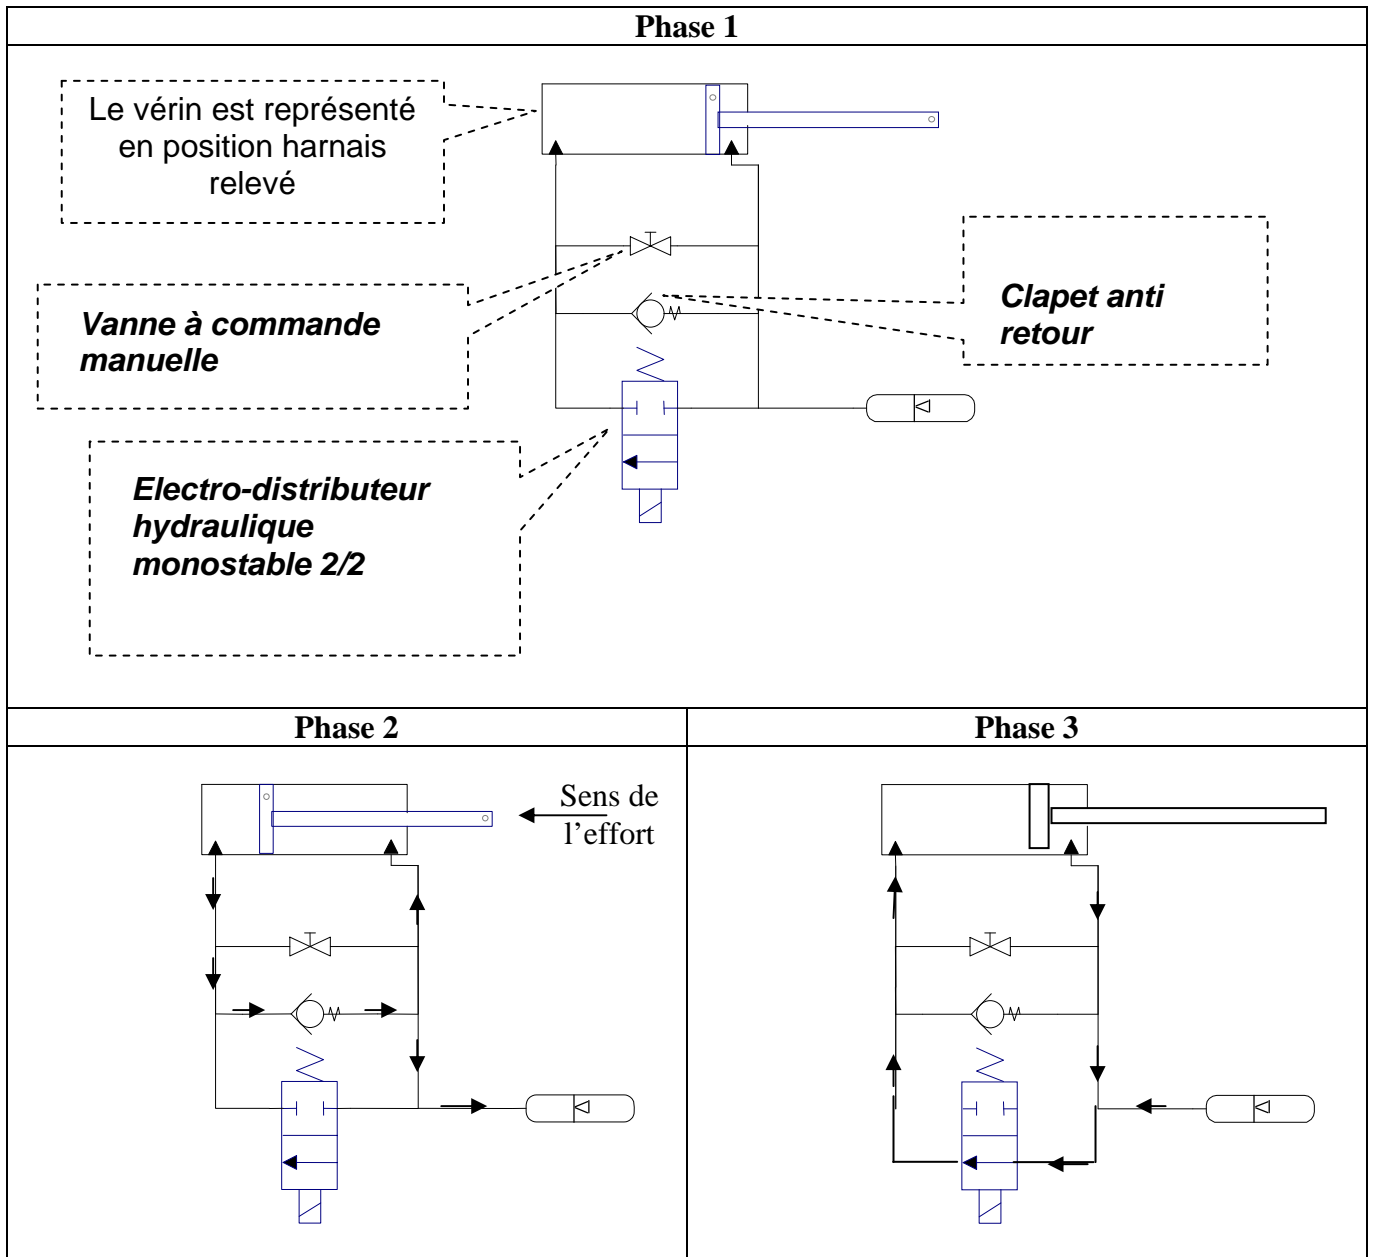 Phase 1
Le vérin est représenté
en position harnais
relevé
Vanne à commande
manuelle
Clapet anti
retour
Electro-distributeur
hydraulique
monostable 2/2
Phase 2
Phase 3
Sens de
l'effort